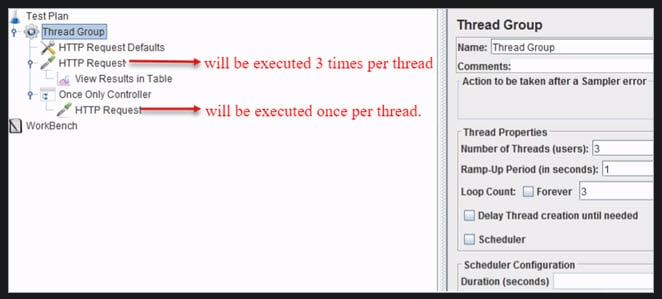 Test Plan
Thread Group
HTTP Request Defaults
HTTP Request
will be executed 3 times per thread
View Results in Table
Once Only Controller
HTTP Request
will be executed once per thread.
WorkBench
Thread Group
Name: Thread Group
Comments:
Action to be taken after a Sampler error
Thread Properties
Number of Threads (users): 3
Ramp-Up Period (in seconds): 1
Loop Count: Forever 3
Delay Thread creation until needed
Scheduler
Scheduler Configuration
Duration (seconds)